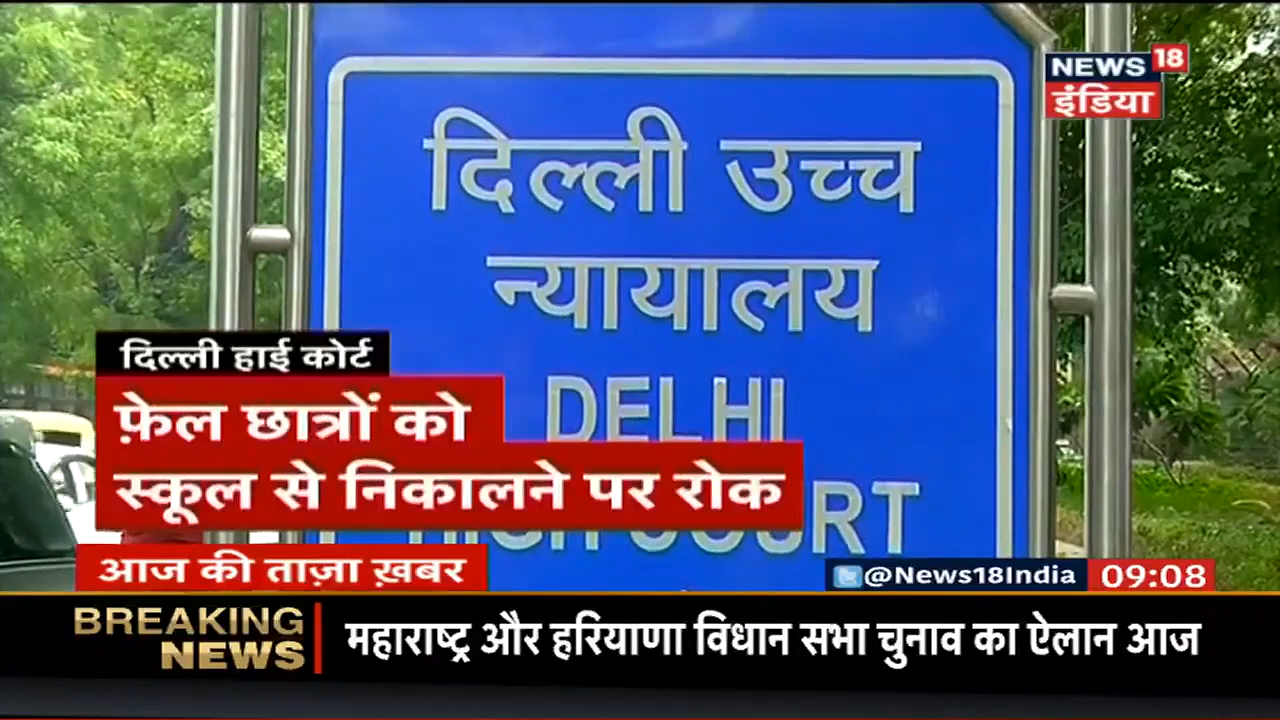 NEWS 18
इंडिया
दिल्ली उच्च
न्यायालय
DELHI
COURT
दिल्ली हाई कोर्ट
फ़ेल छात्रों को
स्कूल से निकालने पर रोक
आज की ताज़ा ख़बर
@News18India 09:08
BREAKING
NEWS
महाराष्ट्र और हरियाणा विधान सभा चुनाव का ऐलान आज